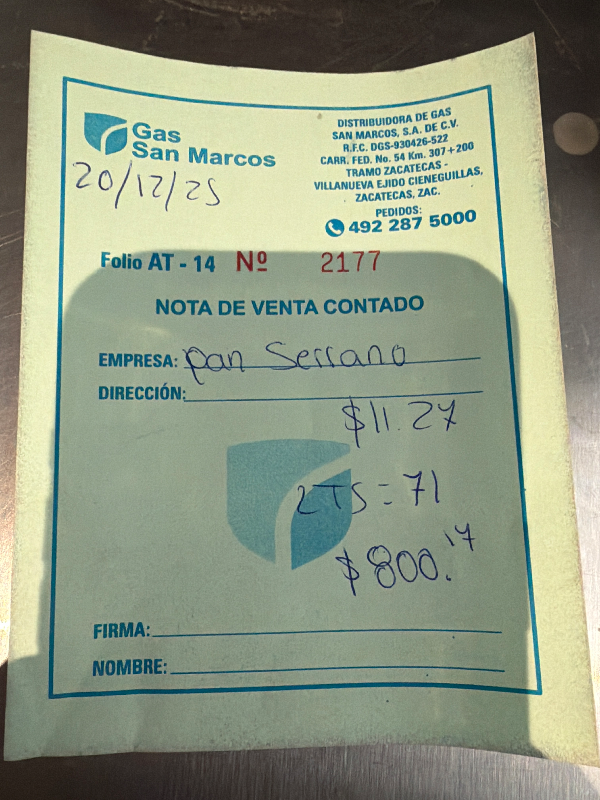 Gas
San Marcos
20/12/25
DISTRIBUIDORA DE GAS
SAN MARCOS, S.A. DE C.V.
R.F.C. DGS-930426-522
CARR. FED. No. 54 Km. 307+200
TRAMO ZACATECAS -
VILLANUEVA EJIDO CIENEGUILLAS,
ZACATECAS, ZAC.
PEDIDOS:
492 287 5000
Folio AT - 14 Nº 2177
NOTA DE VENTA CONTADO
EMPRESA: pan Serrano
DIRECCIÓN:
$11.27
LTS = 71
$800.17
FIRMA:
NOMBRE: